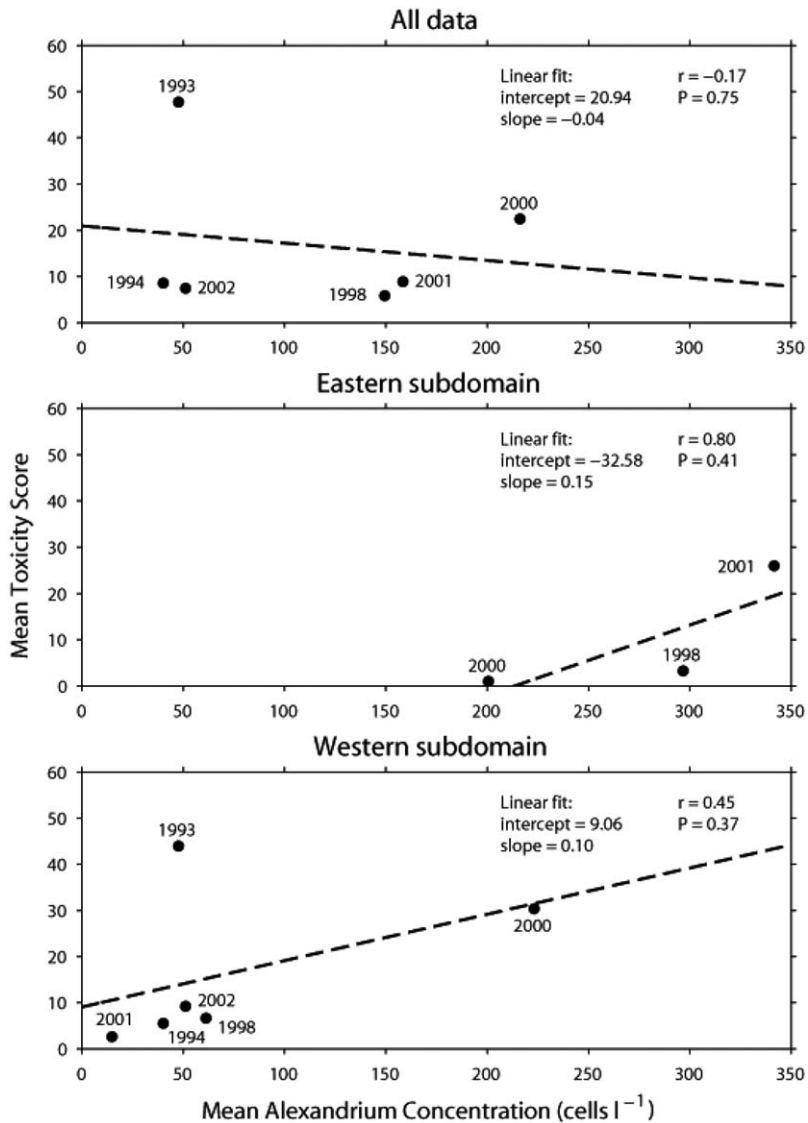 All data
60
50
40
30
20
10
0
1993
1994
2002
1998
2001
2000
Linear fit:
intercept = 20.94
slope = −0.04
r = −0.17
P = 0.75
0 50 100 150 200 250 300 350
Eastern subdomain
60
50
40
30
20
10
0
2000
1998
2001
Linear fit:
intercept = −32.58
slope = 0.15
r = 0.80
P = 0.41
0 50 100 150 200 250 300 350
Mean Toxicity Score
Western subdomain
60
50
40
30
20
10
0
1993
2001
1994
2002
1998
2000
Linear fit:
intercept = 9.06
slope = 0.10
r = 0.45
P = 0.37
0 50 100 150 200 250 300 350
Mean Alexandrium Concentration (cells l⁻¹)